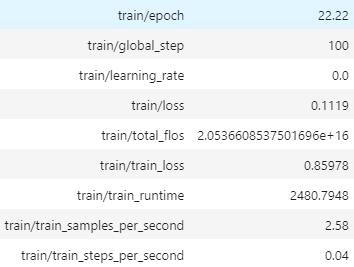 train/epoch 22.22
train/global_step 100
train/learning_rate 0.0
train/loss 0.1119
train/total_flos 2.0536608537501696e+16
train/train_loss 0.85978
train/train_runtime 2480.7948
train/train_samples_per_second 2.58
train/train_steps_per_second 0.04